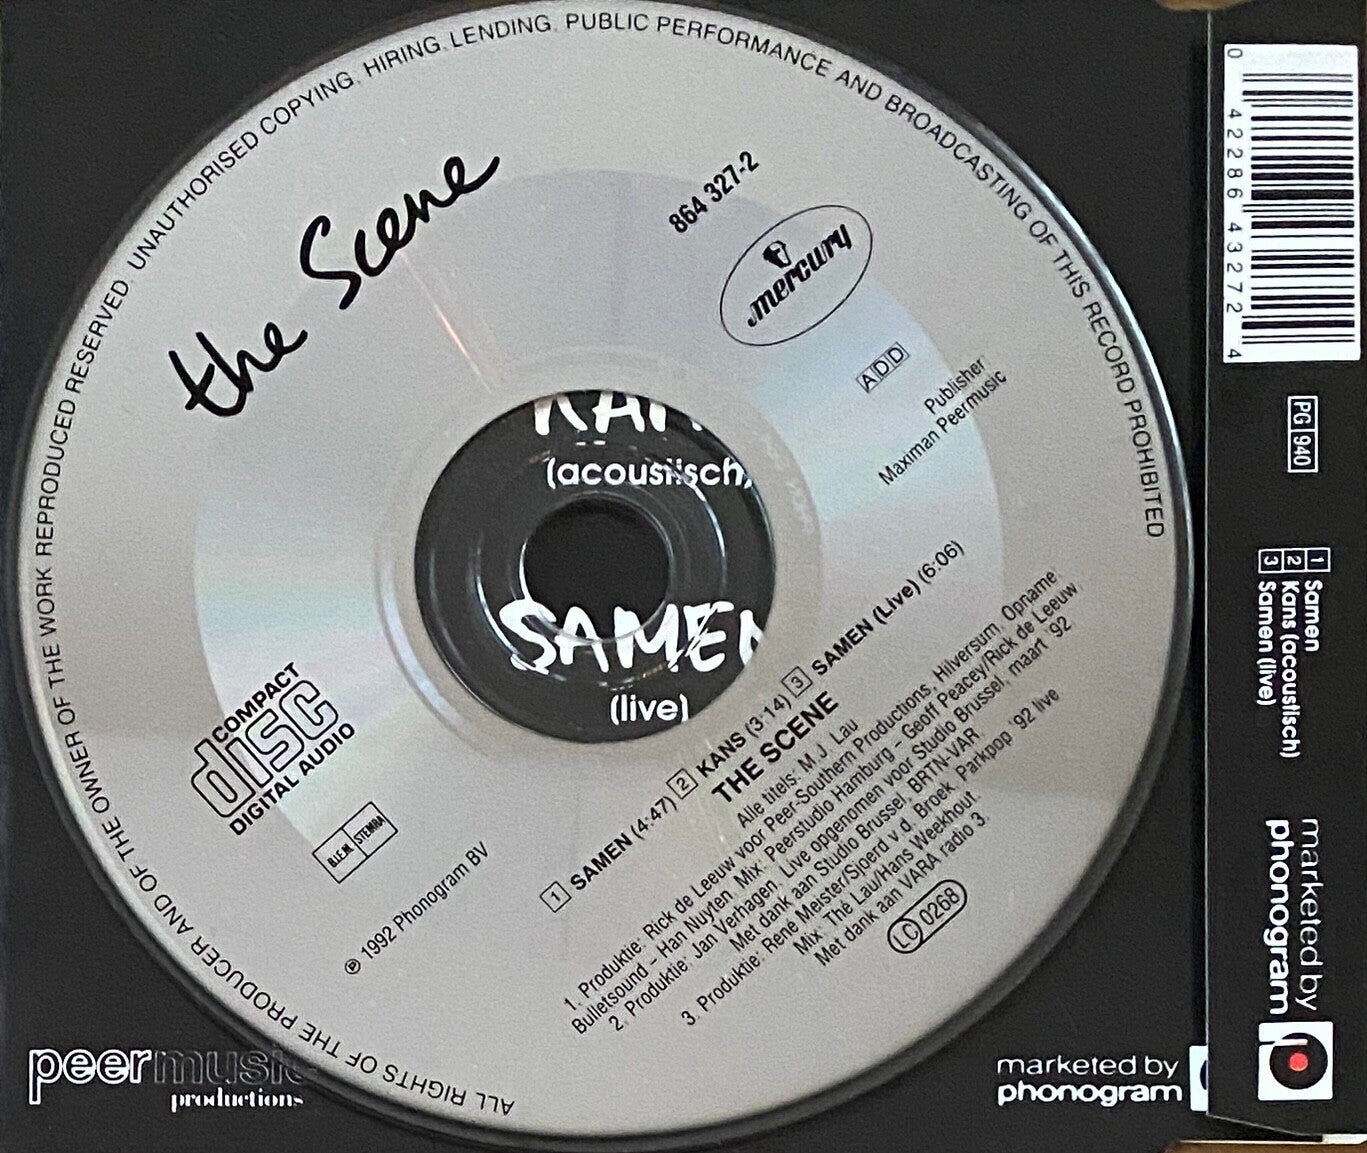 ALL RIGHTS OF THE PRODUCER AND OF THE OWNER OF THE WORK REPRODUCED RESERVED. UNAUTHORISED COPYING, HIRING, LENDING, PUBLIC PERFORMANCE AND BROADCASTING OF THIS RECORD PROHIBITED
the Scene
864 327-2
mercury
ADD
Publisher
Maximan Peermusic
(acoustisch)
SAMEN
(live)
COMPACT
disc
DIGITAL AUDIO
B.I.E.M. STEMRA
℗ 1992 Phonogram BV
1 SAMEN (4:47) 2 KANS (3:14) 3 SAMEN (Live) (6:06)
THE SCENE
Alle titels: M.J. Lau
1. Produktie: Rick de Leeuw voor Peer-Southern Productions, Hilversum. Opname
Bulletsound - Han Nuyten. Mix: Peerstudio Hamburg - Geoff Peacey/Rick de Leeuw
2. Produktie: Jan Verhagen. Live opgenomen voor Studio Brussel, maart '92
Met dank aan Studio Brussel, BRTN-VAR
3. Produktie: René Meister/Sjoerd v.d. Broek, Parkpop '92 live
Mix: Thé Lau/Hans Weekhout
Met dank aan VARA radio 3.
LC 0268
peermusic
productions
marketed by
phonogram
0 42286 43272 4
PG 940
1 Samen
2 Kans (acoustisch)
3 Samen (live)
marketed by
phonogram